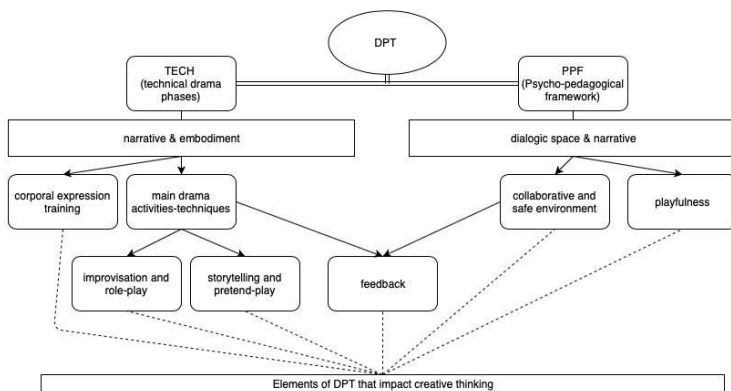 DPT
TECH
(technical drama
phases)
PPF
(Psycho-pedagogical
framework)
narrative & embodiment
dialogic space & narrative
corporal expression
training
main drama
activities-techniques
collaborative and
safe environment
playfulness
improvisation and
role-play
storytelling and
pretend-play
feedback
Elements of DPT that impact creative thinking